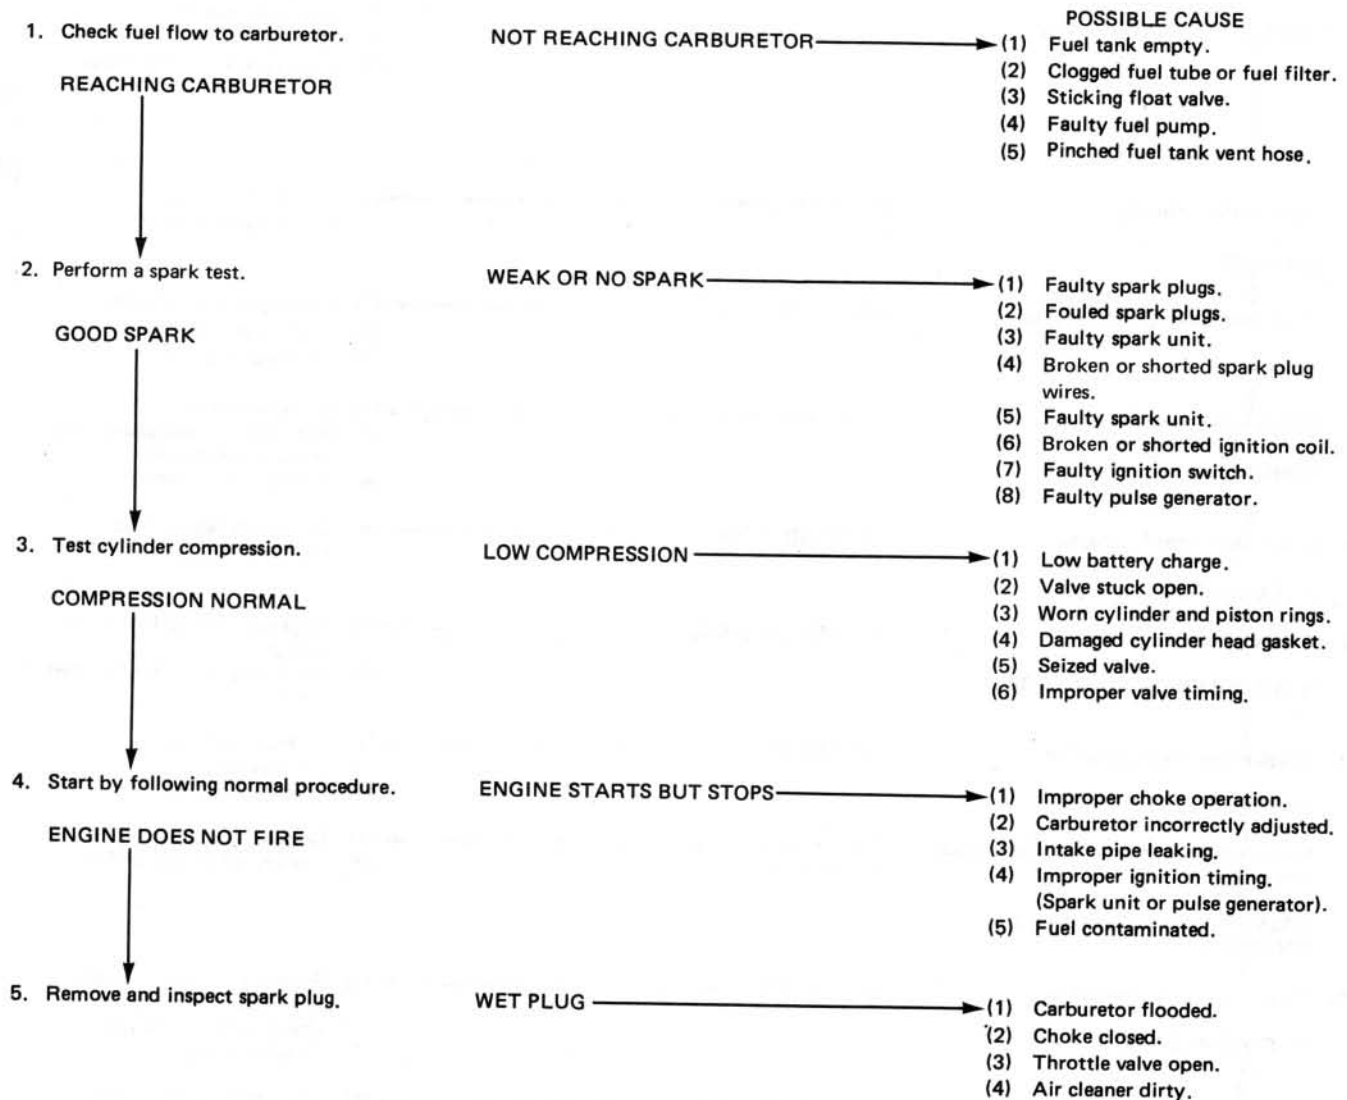 POSSIBLE CAUSE
1. Check fuel flow to carburetor.
REACHING CARBURETOR
NOT REACHING CARBURETOR
(1) Fuel tank empty.
(2) Clogged fuel tube or fuel filter.
(3) Sticking float valve.
(4) Faulty fuel pump.
(5) Pinched fuel tank vent hose.
2. Perform a spark test.
GOOD SPARK
WEAK OR NO SPARK
(1) Faulty spark plugs.
(2) Fouled spark plugs.
(3) Faulty spark unit.
(4) Broken or shorted spark plug
wires.
(5) Faulty spark unit.
(6) Broken or shorted ignition coil.
(7) Faulty ignition switch.
(8) Faulty pulse generator.
3. Test cylinder compression.
COMPRESSION NORMAL
LOW COMPRESSION
(1) Low battery charge.
(2) Valve stuck open.
(3) Worn cylinder and piston rings.
(4) Damaged cylinder head gasket.
(5) Seized valve.
(6) Improper valve timing.
4. Start by following normal procedure.
ENGINE DOES NOT FIRE
ENGINE STARTS BUT STOPS
(1) Improper choke operation.
(2) Carburetor incorrectly adjusted.
(3) Intake pipe leaking.
(4) Improper ignition timing.
(Spark unit or pulse generator).
(5) Fuel contaminated.
5. Remove and inspect spark plug.
WET PLUG
(1) Carburetor flooded.
(2) Choke closed.
(3) Throttle valve open.
(4) Air cleaner dirty.